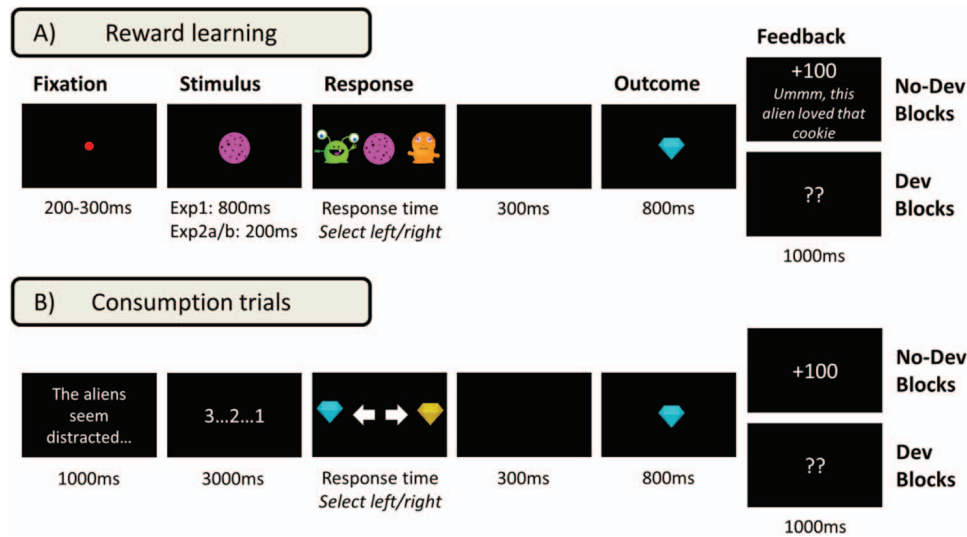 A) Reward learning
Feedback
Fixation Stimulus Response Outcome
+100
Ummm, this
alien loved that
cookie
No-Dev
Blocks
200-300ms
Exp1: 800ms
Exp2a/b: 200ms
Response time
Select left/right
300ms
800ms
??
Dev
Blocks
1000ms
B) Consumption trials
The aliens
seem
distracted...
3...2...1
+100
No-Dev
Blocks
1000ms
3000ms
Response time
Select left/right
300ms
800ms
??
Dev
Blocks
1000ms